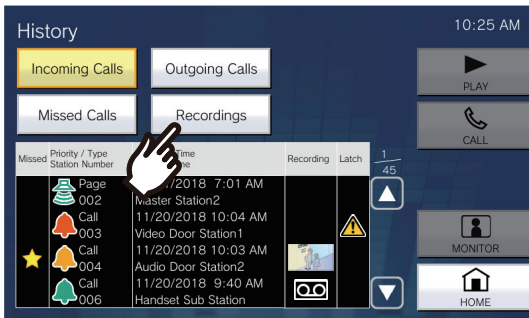 History
10:25 AM
Incoming Calls
Outgoing Calls
PLAY
Missed Calls
Recordings
CALL
Missed
Priority / Type
Station Number
Time
Recording
Latch
1
45
Page
002
/2018 7:01 AM
Master Station2
Call
003
11/20/2018 10:04 AM
Video Door Station1
Call
004
11/20/2018 10:03 AM
Audio Door Station2
Call
006
11/20/2018 9:40 AM
Handset Sub Station
MONITOR
HOME